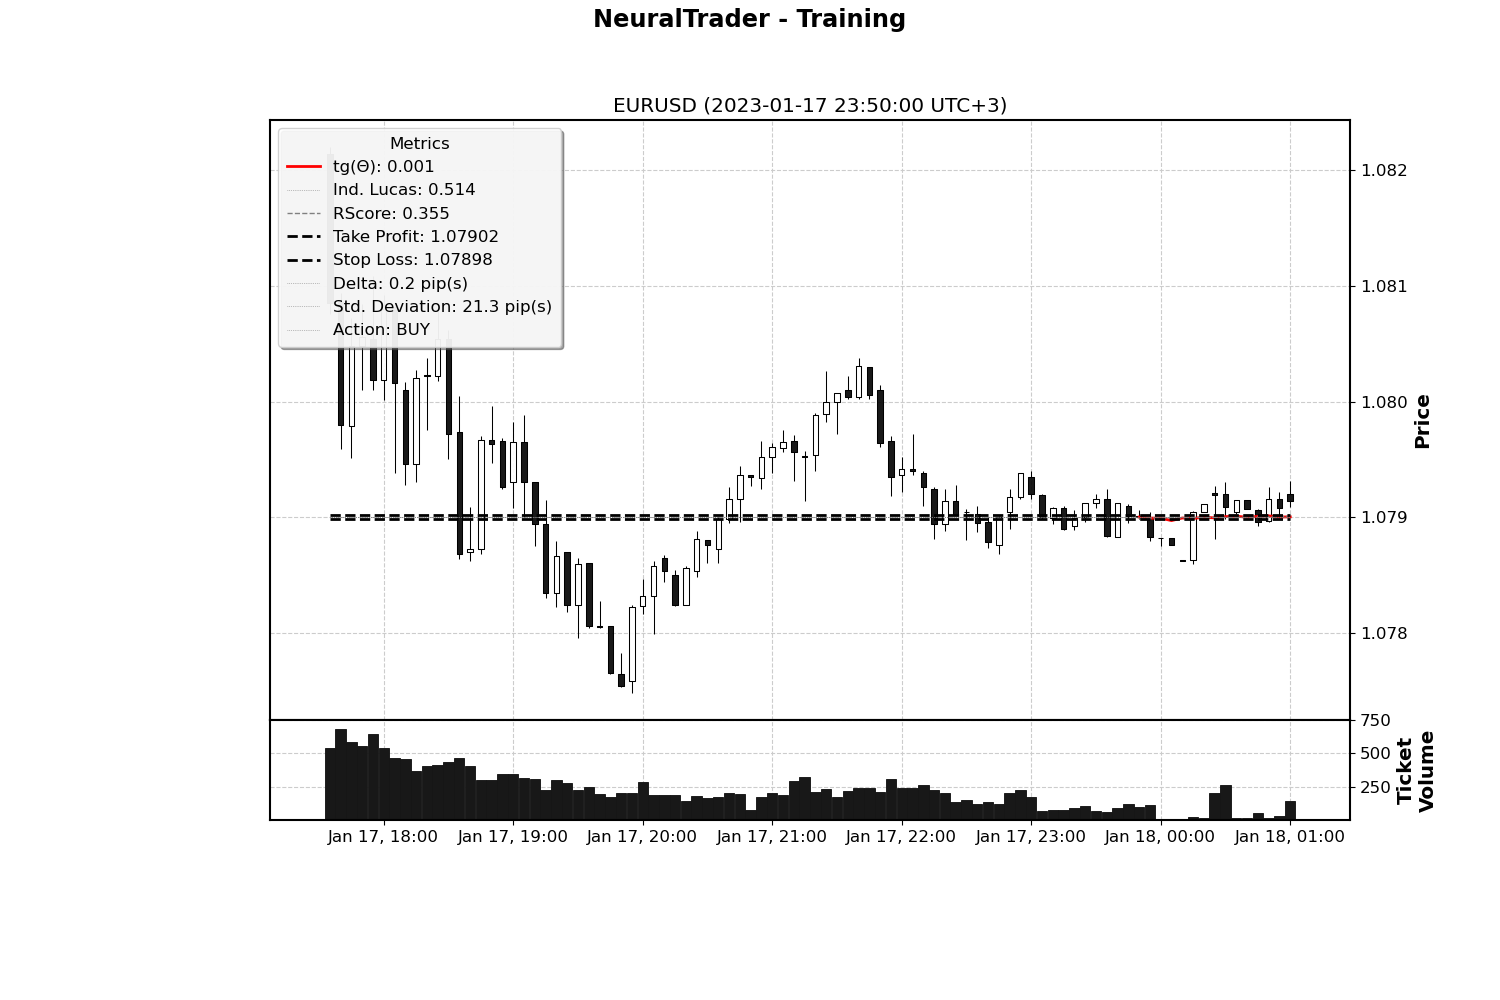 NeuralTrader - Training
EURUSD (2023-01-17 23:50:00 UTC+3)
Metrics
tg(Θ): 0.001
Ind. Lucas: 0.514
RScore: 0.355
Take Profit: 1.07902
Stop Loss: 1.07898
Delta: 0.2 pip(s)
Std. Deviation: 21.3 pip(s)
Action: BUY
1.082
1.081
1.080
1.079
1.078
Price
750
500
250
Ticket
Volume
Jan 17, 18:00 Jan 17, 19:00 Jan 17, 20:00 Jan 17, 21:00 Jan 17, 22:00 Jan 17, 23:00 Jan 18, 00:00 Jan 18, 01:00